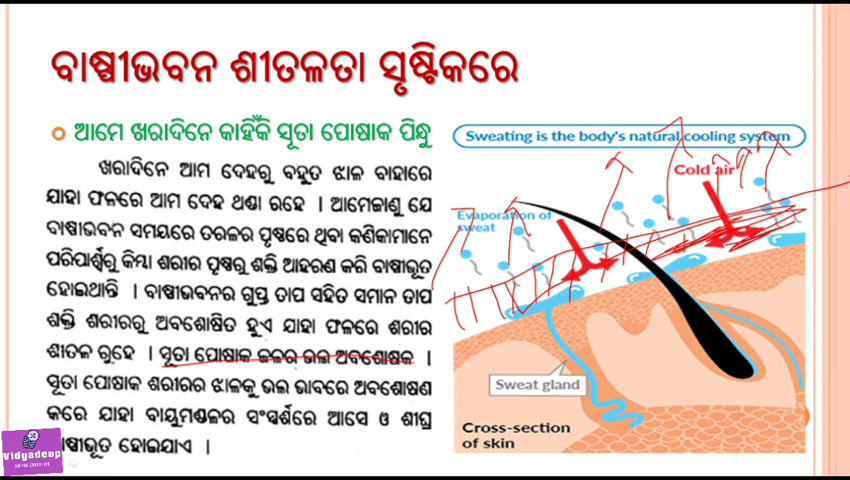 ବାଷ୍ପୀଭବନ ଶୀତଳତା ସୃଷ୍ଟିକରେ
ଆମେ ଖରାଦିନେ କାହିଁକି ସୂତା ପୋଷାକ ପିନ୍ଧୁ
ଖରାଦିନେ ଆମ ଦେହରୁ ବହୁତ ଝାଳ ବାହାରେ
ଯାହା ଫଳରେ ଆମ ଦେହ ଥଣ୍ଡା ରହେ । ଆମେଜାଣୁ ଯେ
ବାଷ୍ପୀଭବନ ସମୟରେ ତରଳର ପୃଷ୍ଠରେ ଥିବା କଣିକାମାନେ
ପରିପାର୍ଶ୍ୱରୁ କିମ୍ବା ଶରୀର ପୃଷ୍ଠରୁ ଶକ୍ତି ଆହରଣ କରି ବାଷ୍ପୀଭୂତ
ହୋଇଥାନ୍ତି । ବାଷ୍ପୀଭବନର ଗୁପ୍ତ ତାପ ସହିତ ସମାନ ତାପ
ଶକ୍ତି ଶରୀରରୁ ଅବଶୋଷିତ ହୁଏ ଯାହା ଫଳରେ ଶରୀର
ଶୀତଳ ରୁହେ । ସୂତା ପୋଷାକ ଜଳର ଭଲ ଅବଶୋଷକ ।
ସୂତା ପୋଷାକ ଶରୀରର ଝାଳକୁ ଭଲ ଭାବରେ ଅବଶୋଷଣ
କରେ ଯାହା ବାୟୁମଣ୍ଡଳର ସଂସ୍ପର୍ଶରେ ଆସେ ଓ ଶୀଘ୍ର
ବାଷ୍ପୀଭୂତ ହୋଇଯାଏ ।
Sweating is the body's natural cooling system
Cold air
Evaporation of
sweat
Sweat gland
Cross-section
of skin
Vidyadeep